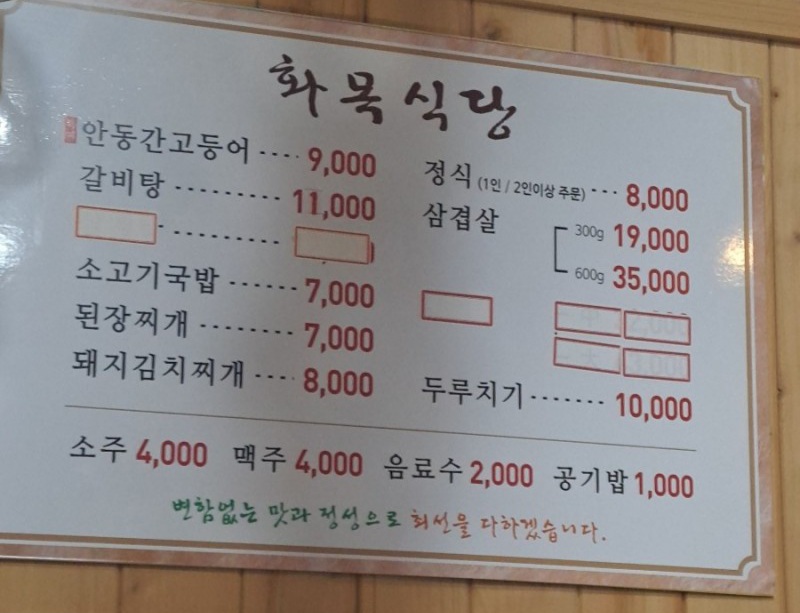 화목식당
안동간고등어 ···· 9,000
갈비탕 ········· 11,000
소고기국밥 ······ 7,000
된장찌개 ········ 7,000
돼지김치찌개 ···· 8,000
정식 (1인 / 2인이상 주문) ··· 8,000
삼겹살 300g 19,000
600g 35,000
두루치기 ······· 10,000
소주 4,000 맥주 4,000 음료수 2,000 공기밥 1,000
변함없는 맛과 정성으로 최선을 다하겠습니다.